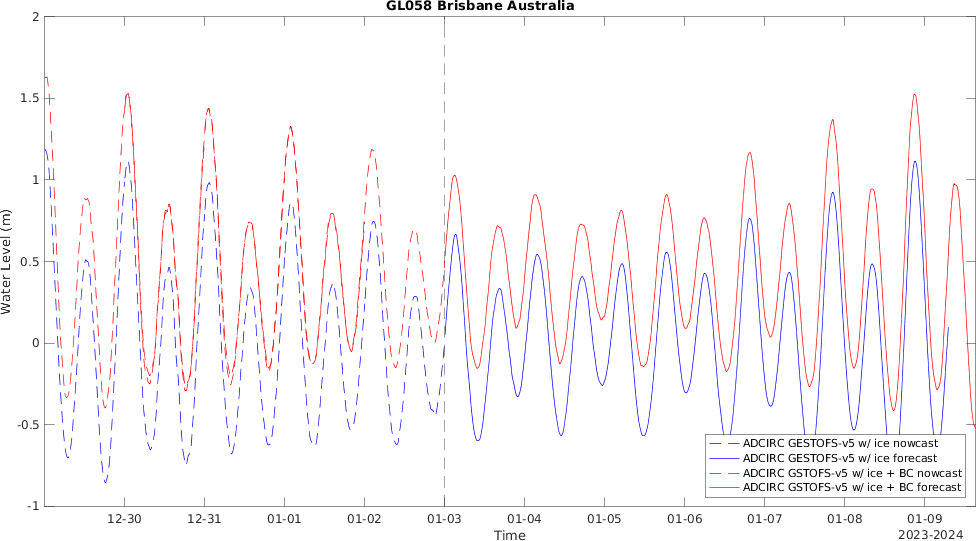 GL058 Brisbane Australia
Water Level (m)
2
1.5
1
0.5
0
-0.5
-1
ADCIRC GESTOFS-v5 w/ ice nowcast
ADCIRC GESTOFS-v5 w/ ice forecast
ADCIRC GSTOFS-v5 w/ ice + BC nowcast
ADCIRC GSTOFS-v5 w/ ice + BC forecast
12-30 12-31 01-01 01-02 01-03 01-04 01-05 01-06 01-07 01-08 01-09
Time
2023-2024